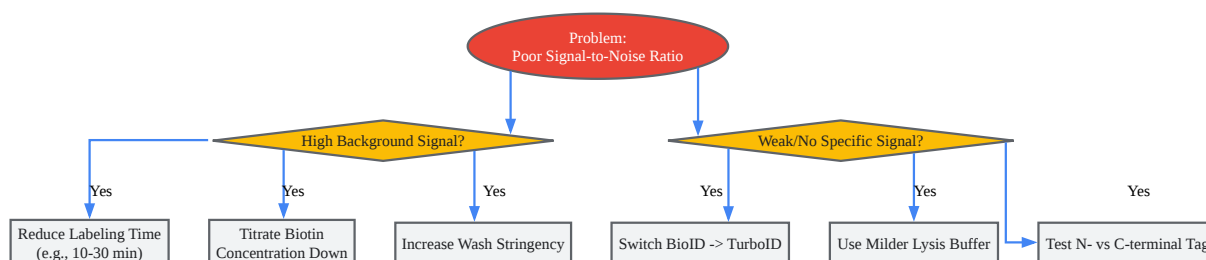 Problem:
Poor Signal-to-Noise Ratio
High Background Signal?
Weak/No Specific Signal?
Yes
Yes
Yes
Yes
Yes
Yes
Reduce Labeling Time
(e.g., 10-30 min)
Titrate Biotin
Concentration Down
Increase Wash Stringency
Switch BioID -> TurboID
Use Milder Lysis Buffer
Test N- vs C-terminal Tag